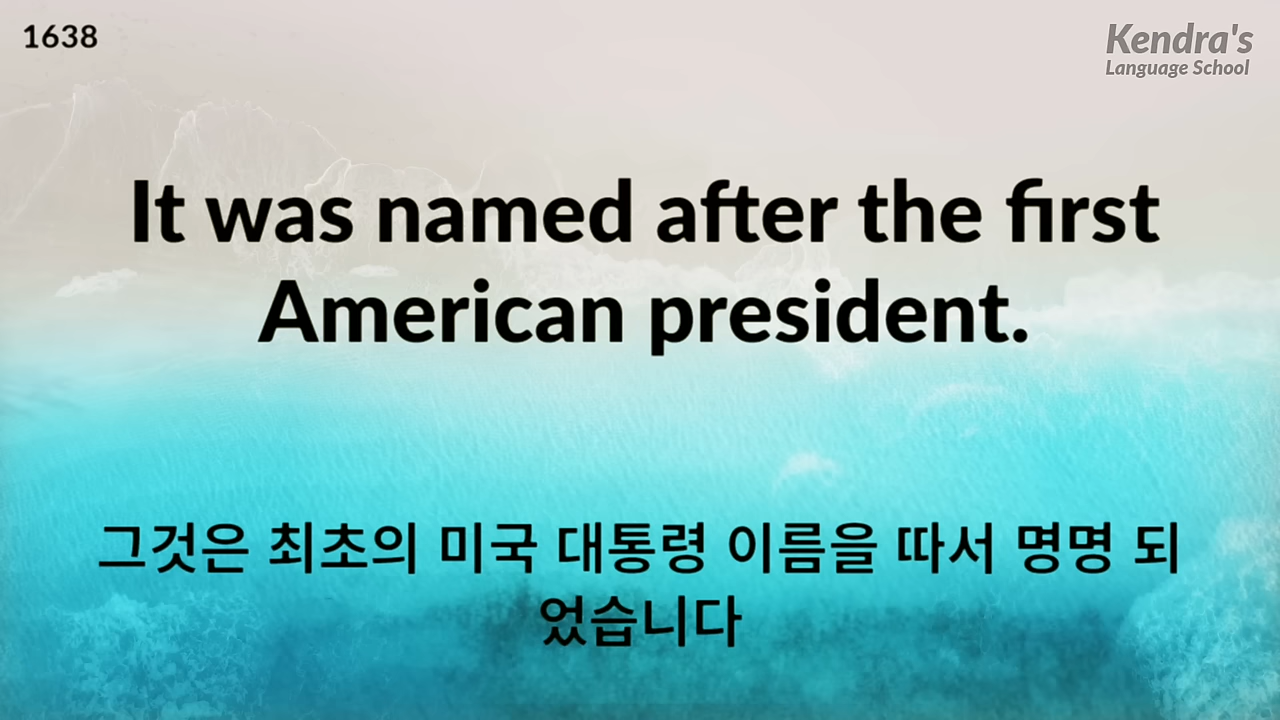 1638
Kendra's
Language School
It was named after the first
American president.
그것은 최초의 미국 대통령 이름을 따서 명명 되
었습니다